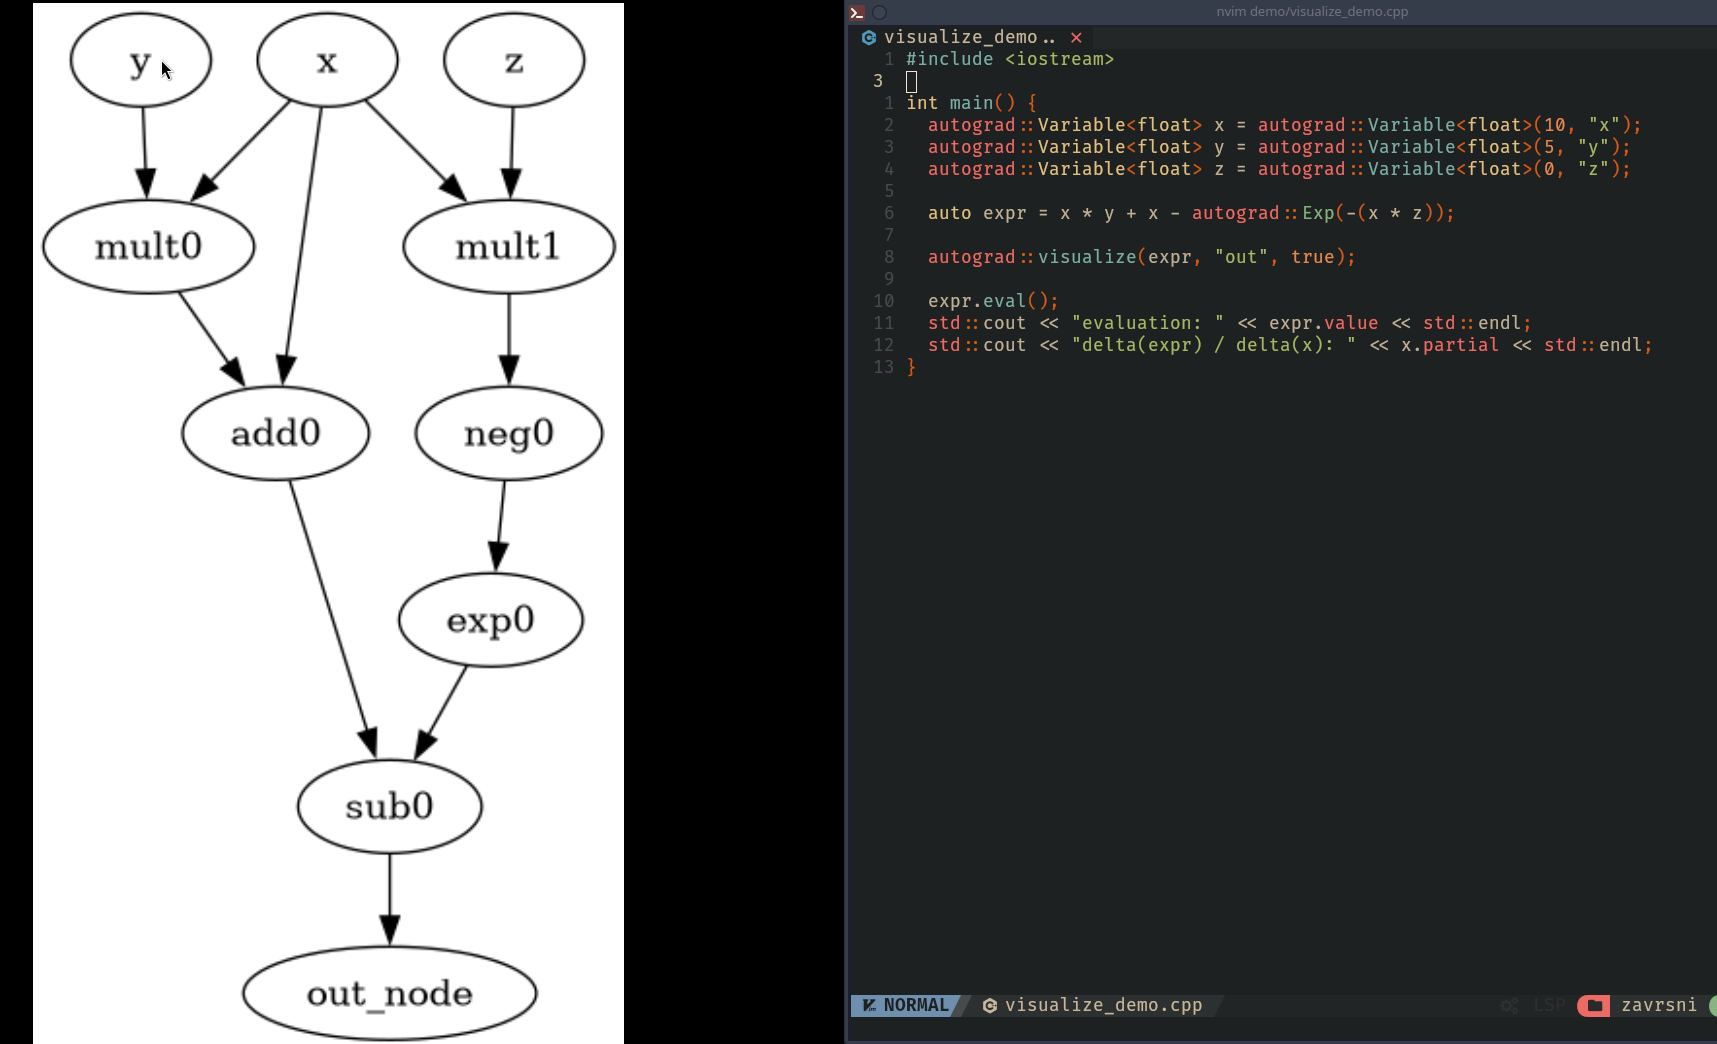 y x z
mult0 mult1
add0 neg0
exp0
sub0
out_node
nvim demo/visualize_demo.cpp
visualize_demo..
1 #include <iostream>
3
1 int main() {
2 autograd::Variable<float> x = autograd::Variable<float>(10, "x");
3 autograd::Variable<float> y = autograd::Variable<float>(5, "y");
4 autograd::Variable<float> z = autograd::Variable<float>(0, "z");
5
6 auto expr = x * y + x - autograd::Exp(-(x * z));
7
8 autograd::visualize(expr, "out", true);
9
10 expr.eval();
11 std::cout << "evaluation: " << expr.value << std::endl;
12 std::cout << "delta(expr) / delta(x): " << x.partial << std::endl;
13 }
NORMAL visualize_demo.cpp LSP zavrsni